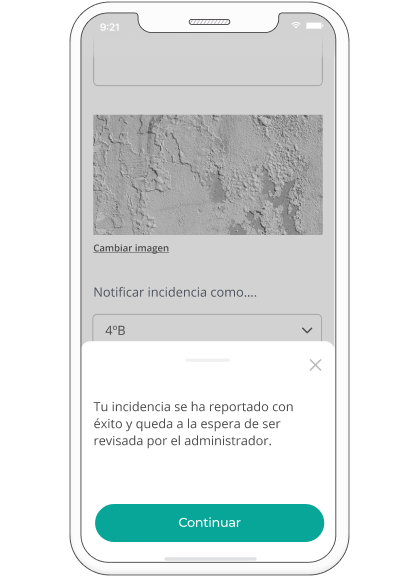 9:21
Cambiar imagen
Notificar incidencia como....
4ºB
Tu incidencia se ha reportado con
éxito y queda a la espera de ser
revisada por el administrador.
Continuar